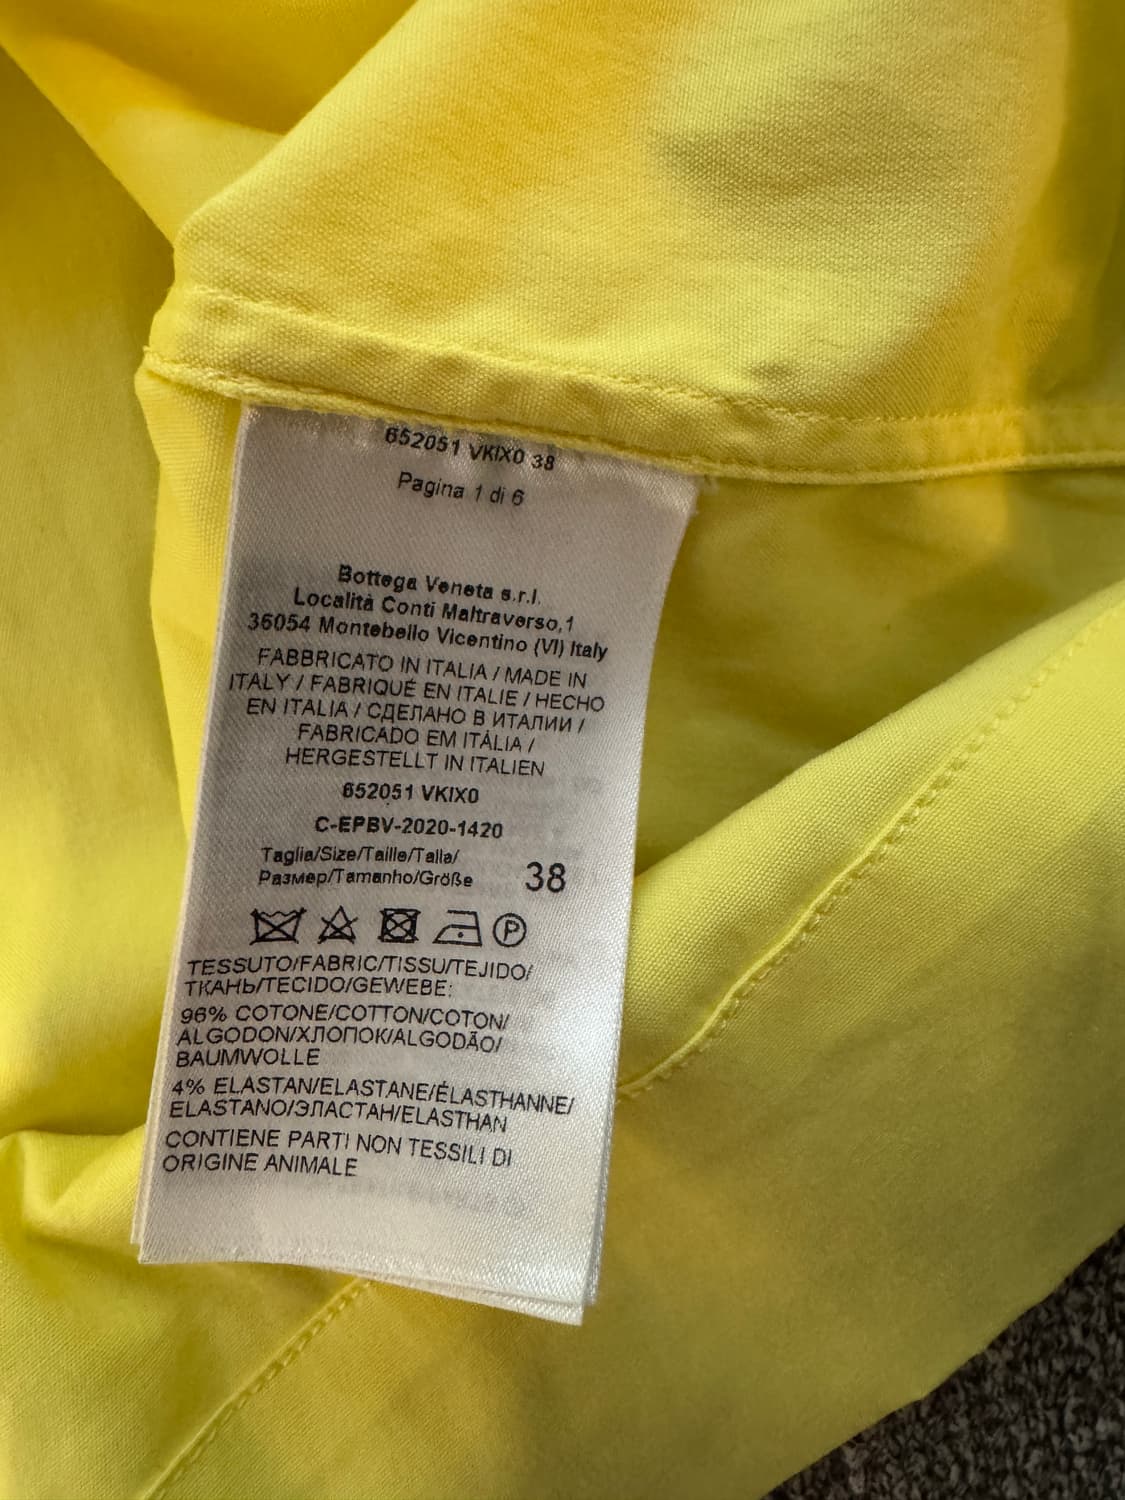 652051 VKIX0 38
Pagina 1 di 6
Bottega Veneta s.r.l.
Località Conti Maltraverso,1
36054 Montebello Vicentino (VI) Italy
FABBRICATO IN ITALIA / MADE IN
ITALY / FABRIQUÉ EN ITALIE / HECHO
EN ITALIA / СДЕЛАНО В ИТАЛИИ /
FABRICADO EM ITÁLIA /
HERGESTELLT IN ITALIEN
652051 VKIX0
C-EPBV-2020-1420
Taglia/Size/Taille/Talla/
Размер/Tamanho/Größe 38
P
TESSUTO/FABRIC/TISSU/TEJIDO/
ТКАНЬ/TECIDO/GEWEBE:
96% COTONE/COTTON/COTON/
ALGODON/ХЛОПОК/ALGODÃO/
BAUMWOLLE
4% ELASTAN/ELASTANE/ÉLASTHANNE/
ELASTANO/ЭЛАСТАН/ELASTHAN
CONTIENE PARTI NON TESSILI DI
ORIGINE ANIMALE